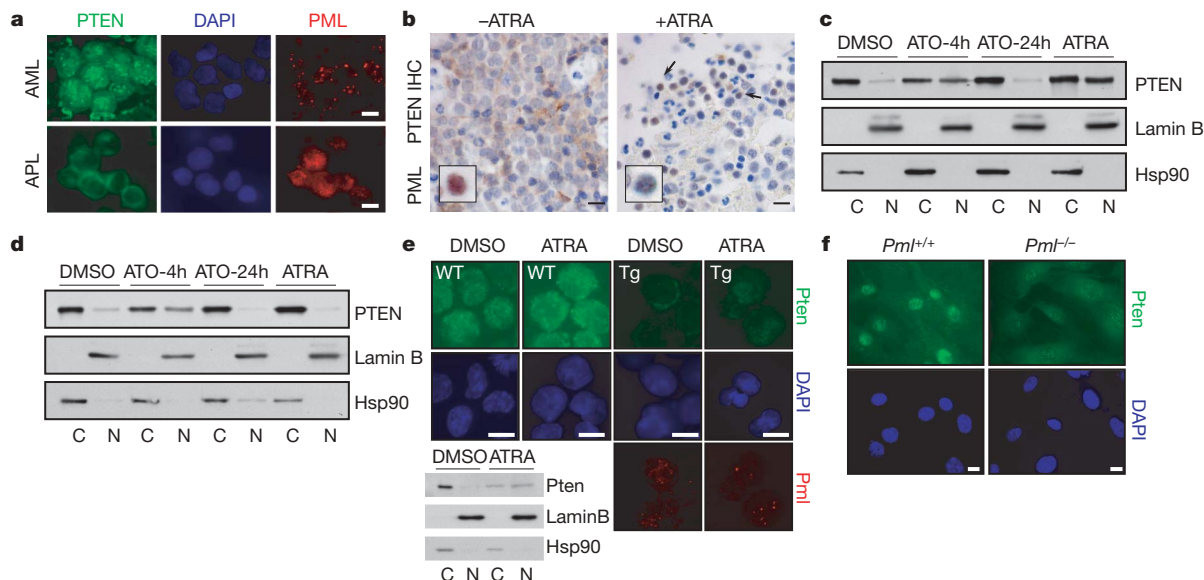 a
PTEN DAPI PML
AML
APL
b
–ATRA +ATRA
PTEN IHC
PML
c
DMSO ATO-4h ATO-24h ATRA
PTEN
Lamin B
Hsp90
C N C N C N C N
d
DMSO ATO-4h ATO-24h ATRA
PTEN
Lamin B
Hsp90
C N C N C N C N
e
DMSO ATRA DMSO ATRA
WT WT Tg Tg
Pten
DAPI
Pml
DMSO ATRA
Pten
LaminB
Hsp90
C N C N
f
Pml+/+ Pml–/–
Pten
DAPI